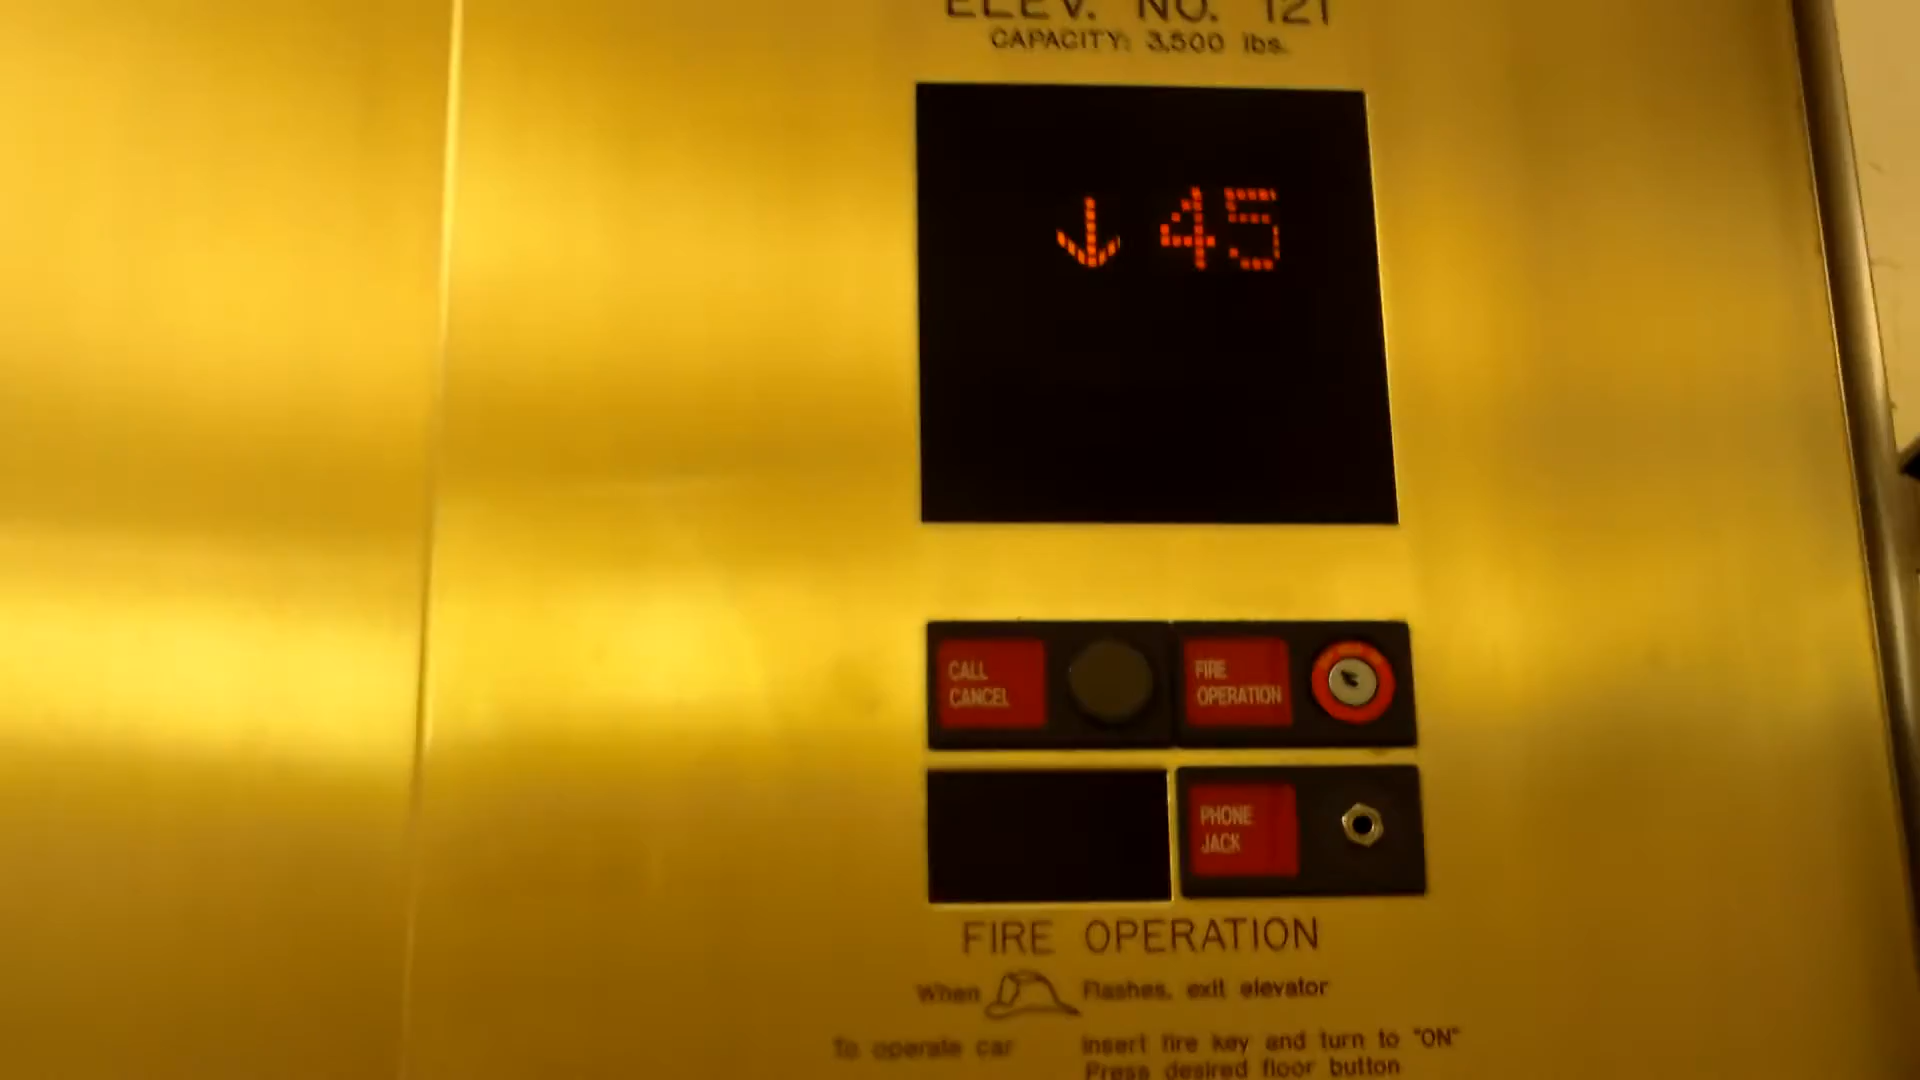 ELEV. NO. 121
CAPACITY: 3,500 lbs.
↓ 45
CALL
CANCEL
FIRE
OPERATION
PHONE
JACK
FIRE OPERATION
When Flashes, exit elevator
To operate car Insert fire key and turn to "ON"
Press desired floor button